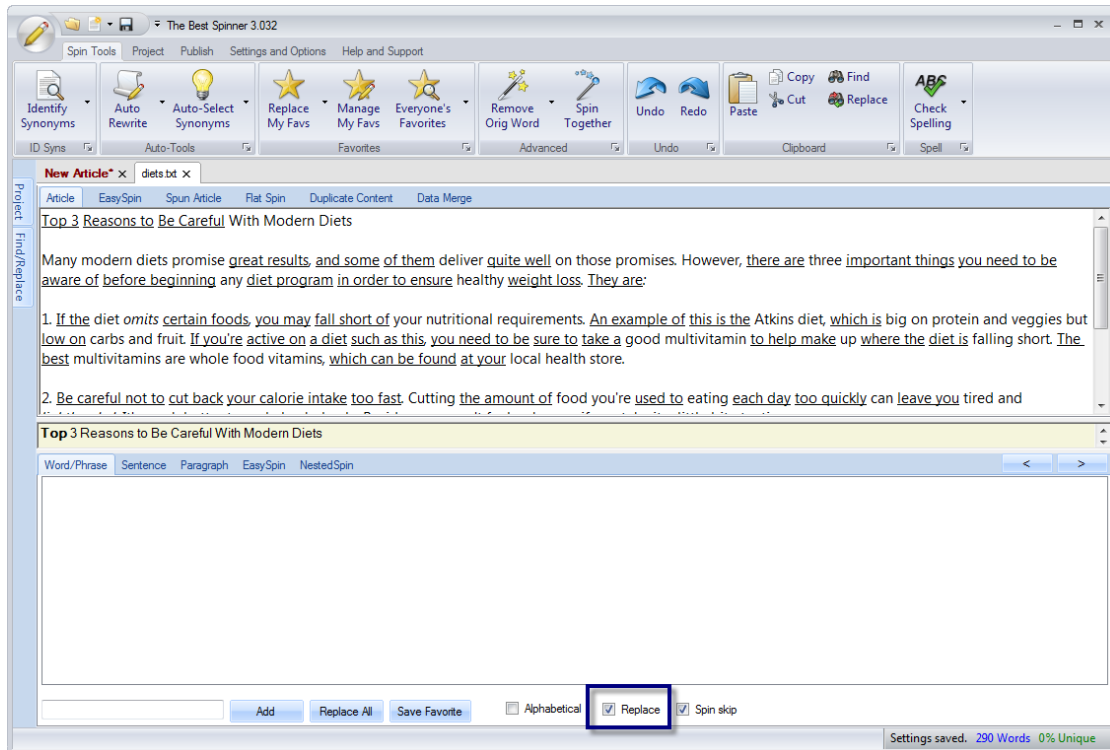 The Best Spinner 3.032
Spin Tools Project Publish Settings and Options Help and Support
Identify Synonyms
Auto Rewrite
Auto-Select Synonyms
Replace My Favs
Manage My Favs
Everyone's Favorites
Remove Orig Word
Spin Together
Undo
Redo
Paste
Copy
Cut
Find
Replace
ABC
Check Spelling
ID Syns Auto-Tools Favorites Advanced Undo Clipboard Spell
Project
Find/Replace
New Article* x diets.txt x
Article EasySpin Spun Article Flat Spin Duplicate Content Data Merge
Top 3 Reasons to Be Careful With Modern Diets
Many modern diets promise great results, and some of them deliver quite well on those promises. However, there are three important things you need to be
aware of before beginning any diet program in order to ensure healthy weight loss. They are:
1. If the diet omits certain foods, you may fall short of your nutritional requirements. An example of this is the Atkins diet, which is big on protein and veggies but
low on carbs and fruit. If you're active on a diet such as this, you need to be sure to take a good multivitamin to help make up where the diet is falling short. The
best multivitamins are whole food vitamins, which can be found at your local health store.
2. Be careful not to cut back your calorie intake too fast. Cutting the amount of food you're used to eating each day too quickly can leave you tired and
Top 3 Reasons to Be Careful With Modern Diets
Word/Phrase Sentence Paragraph EasySpin NestedSpin < >
Add Replace All Save Favorite Alphabetical Replace Spin skip
Settings saved. 290 Words 0% Unique